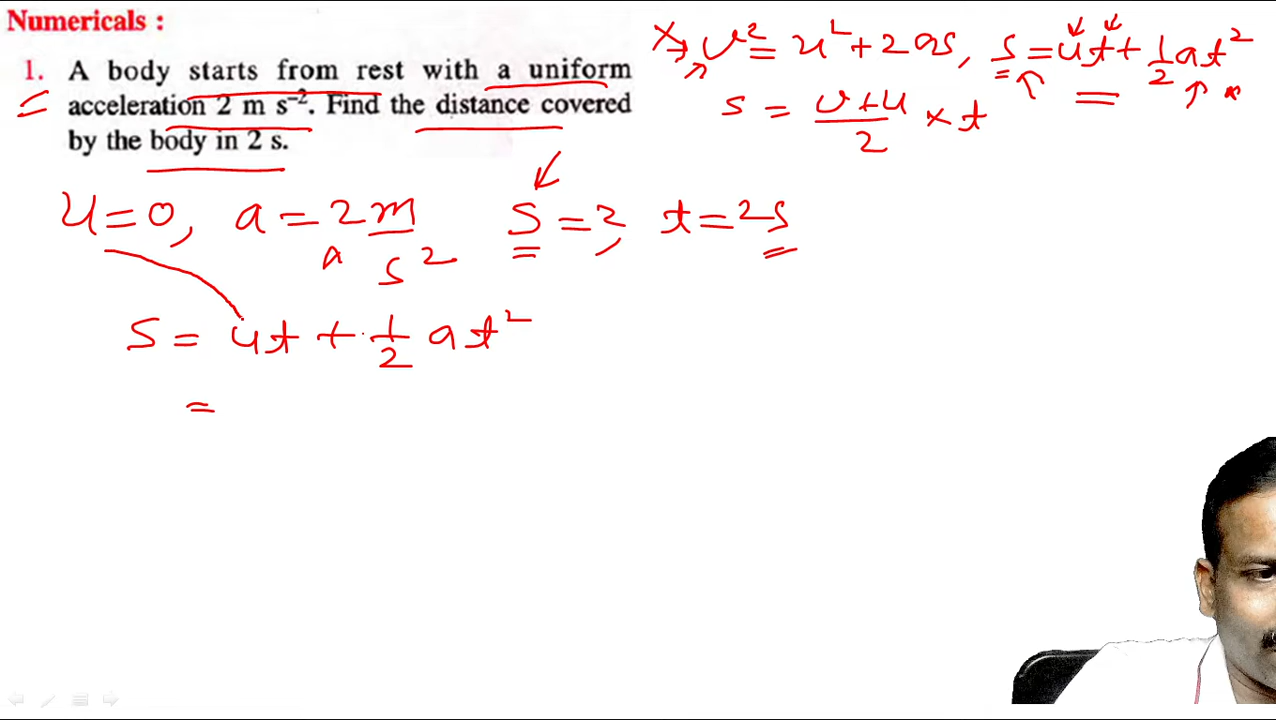 Numericals :
1. A body starts from rest with a uniform
acceleration 2 m s⁻². Find the distance covered
by the body in 2 s.
v² = u² + 2as, s = ut + 1/2 at²
s = (v+u)/2 × t
u = 0, a = 2 m/s² S = ?, t = 2s
S = ut + 1/2 at²
=